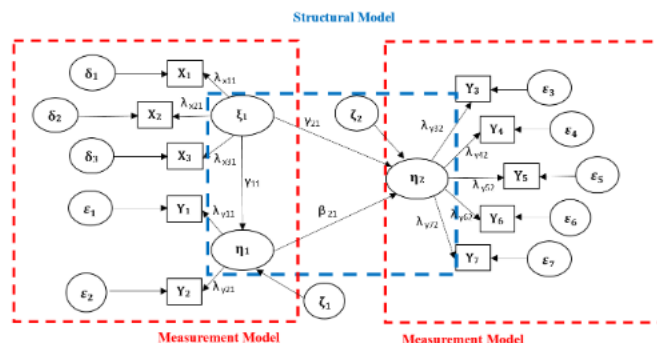 Structural Model
δ1 X1 λx11
δ2 X2 λx21 ξ1
δ3 X3 λx31
ε1 Y1 λy11 γ11
η1
ε2 Y2 λy21
ζ1
γ21 ζ2
β21 η2
λy32 Y3 ε3
λy42 Y4 ε4
λy52 Y5 ε5
λy62 Y6 ε6
λy72 Y7 ε7
Measurement Model
Measurement Model